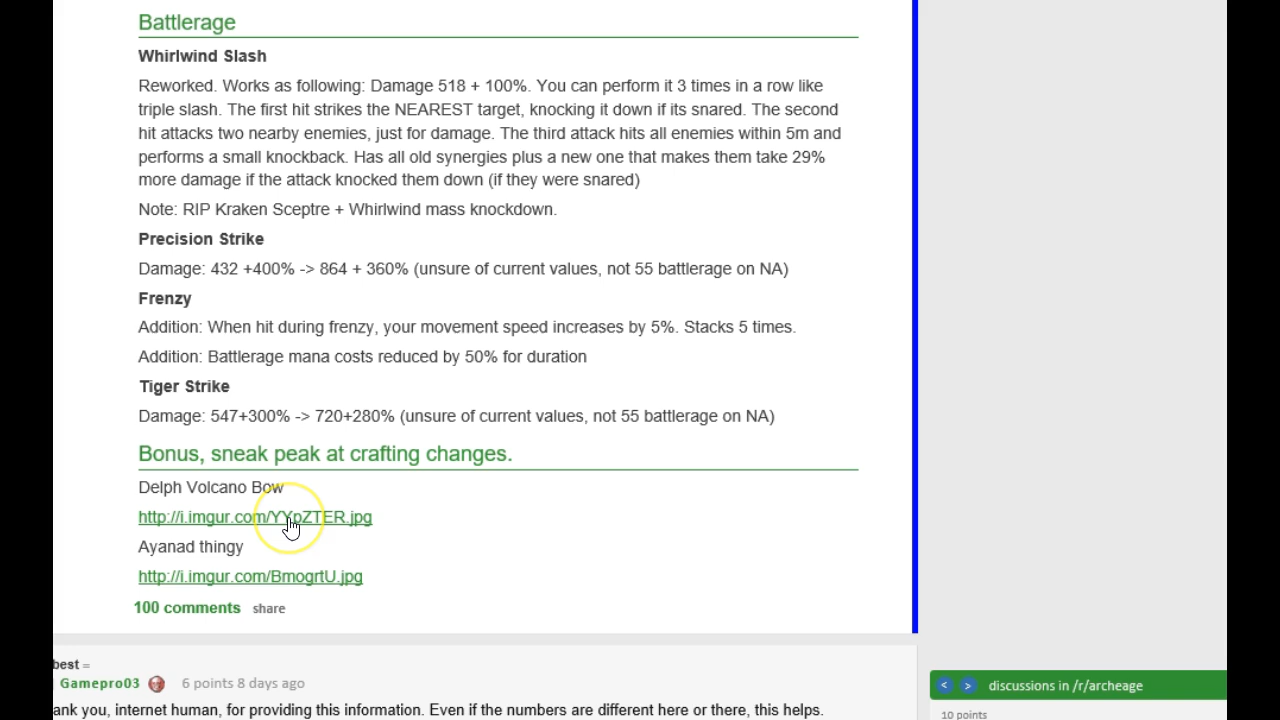 Battlerage
Whirlwind Slash
Reworked. Works as following: Damage 518 + 100%. You can perform it 3 times in a row like
triple slash. The first hit strikes the NEAREST target, knocking it down if its snared. The second
hit attacks two nearby enemies, just for damage. The third attack hits all enemies within 5m and
performs a small knockback. Has all old synergies plus a new one that makes them take 29%
more damage if the attack knocked them down (if they were snared)
Note: RIP Kraken Sceptre + Whirlwind mass knockdown.
Precision Strike
Damage: 432 +400% -> 864 + 360% (unsure of current values, not 55 battlerage on NA)
Frenzy
Addition: When hit during frenzy, your movement speed increases by 5%. Stacks 5 times.
Addition: Battlerage mana costs reduced by 50% for duration
Tiger Strike
Damage: 547+300% -> 720+280% (unsure of current values, not 55 battlerage on NA)
Bonus, sneak peak at crafting changes.
Delph Volcano Bow
http://i.imgur.com/YYpZTER.jpg
Ayanad thingy
http://i.imgur.com/BmogrtU.jpg
100 comments share
best =
Gamepro03 6 points 8 days ago
ank you, internet human, for providing this information. Even if the numbers are different here or there, this helps.
< > discussions in /r/archeage
10 points